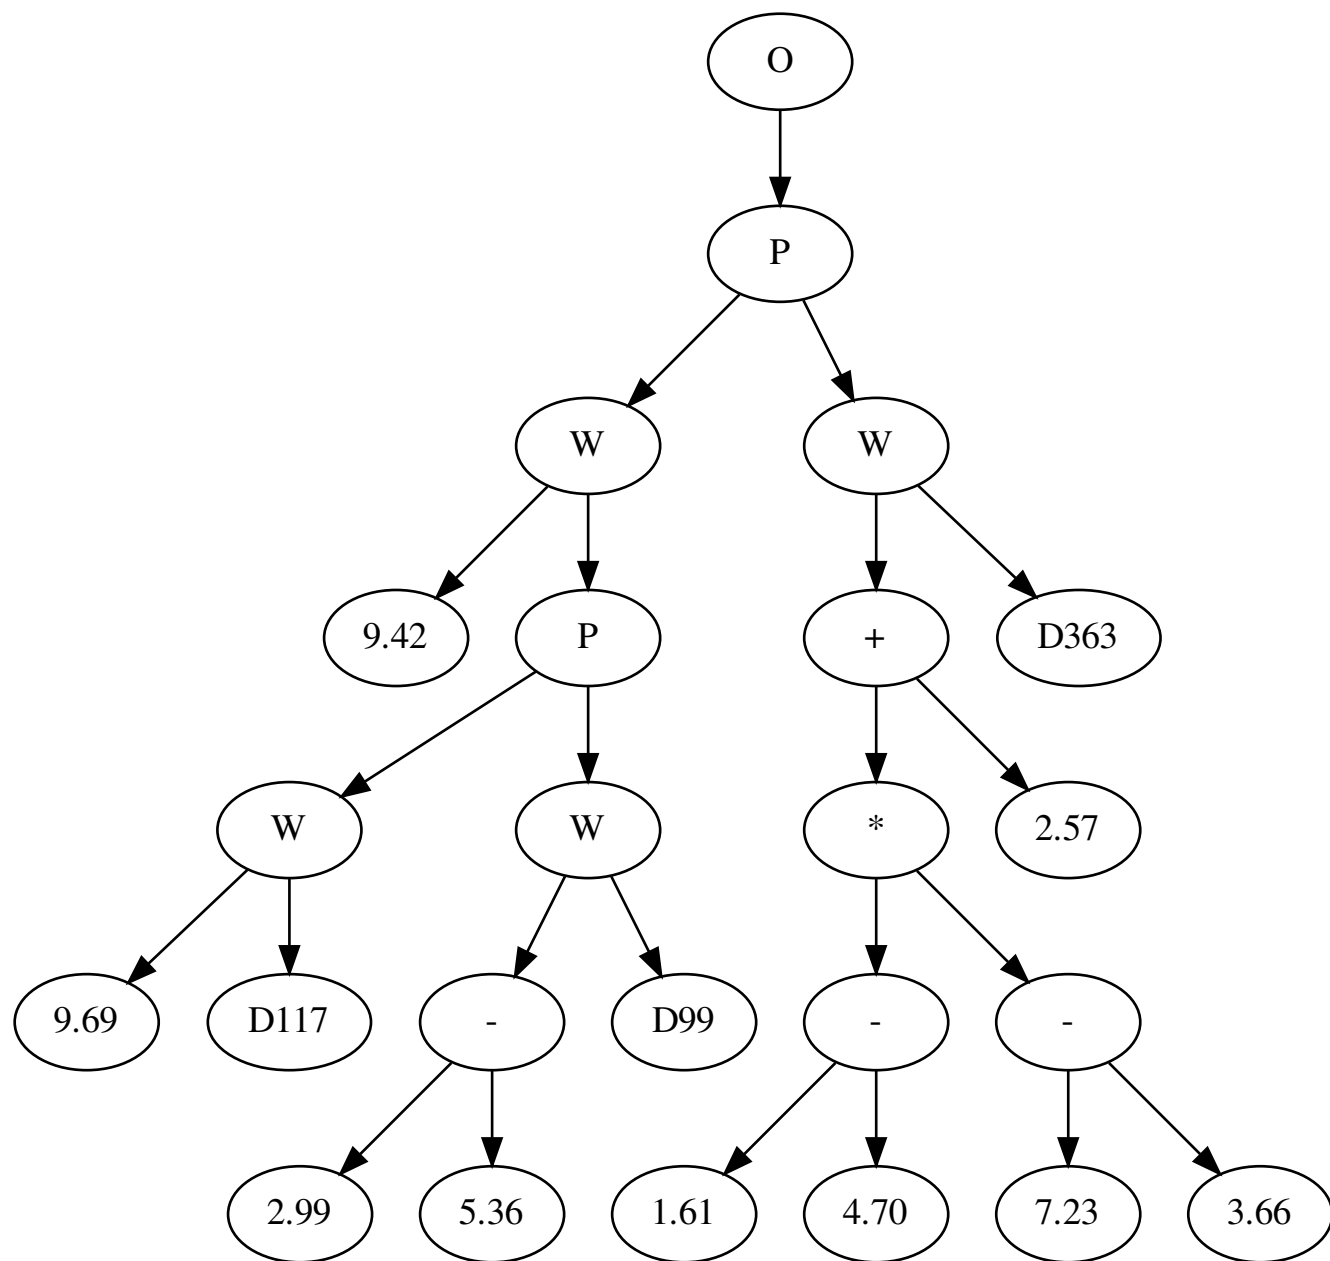 O
P
W W
9.42 P + D363
W W * 2.57
9.69 D117 - D99 - -
2.99 5.36 1.61 4.70 7.23 3.66